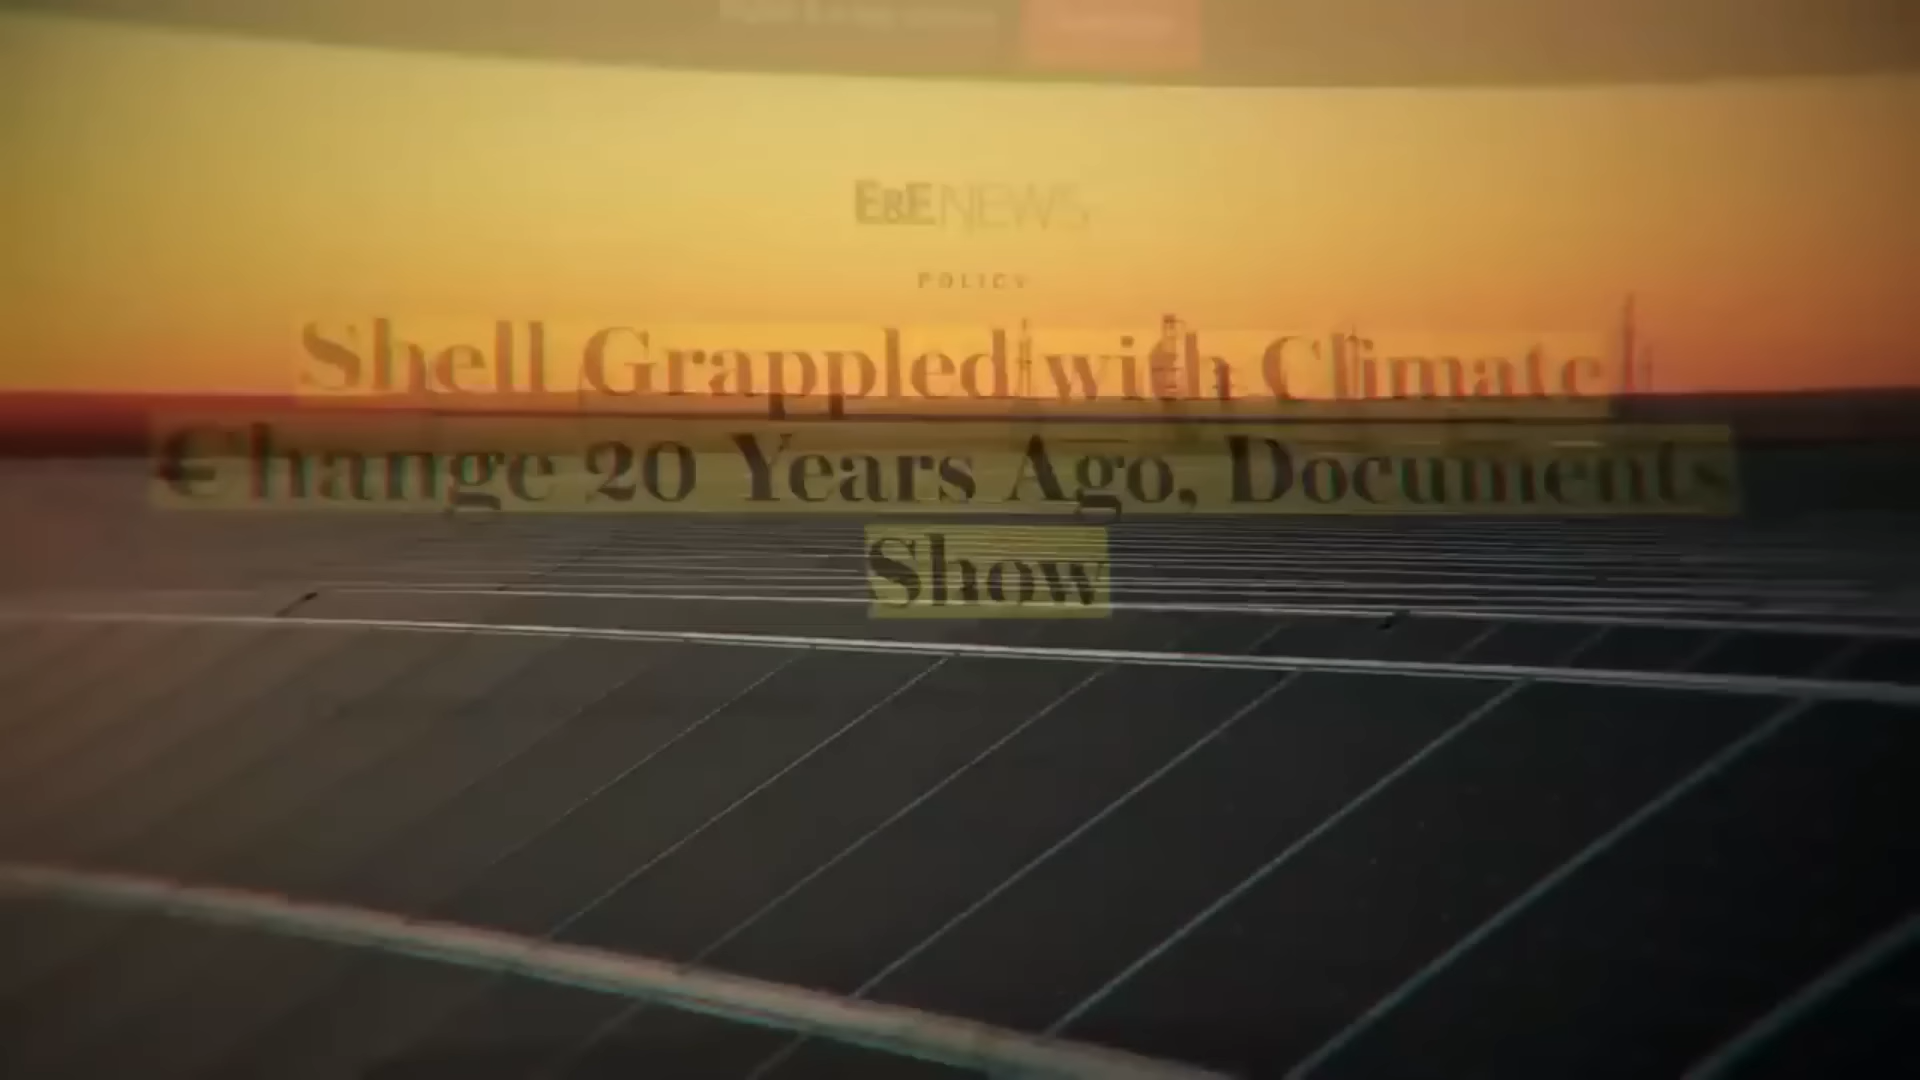 E&E NEWS
POLICY
Shell Grappled with Climate
Change 20 Years Ago, Documents
Show